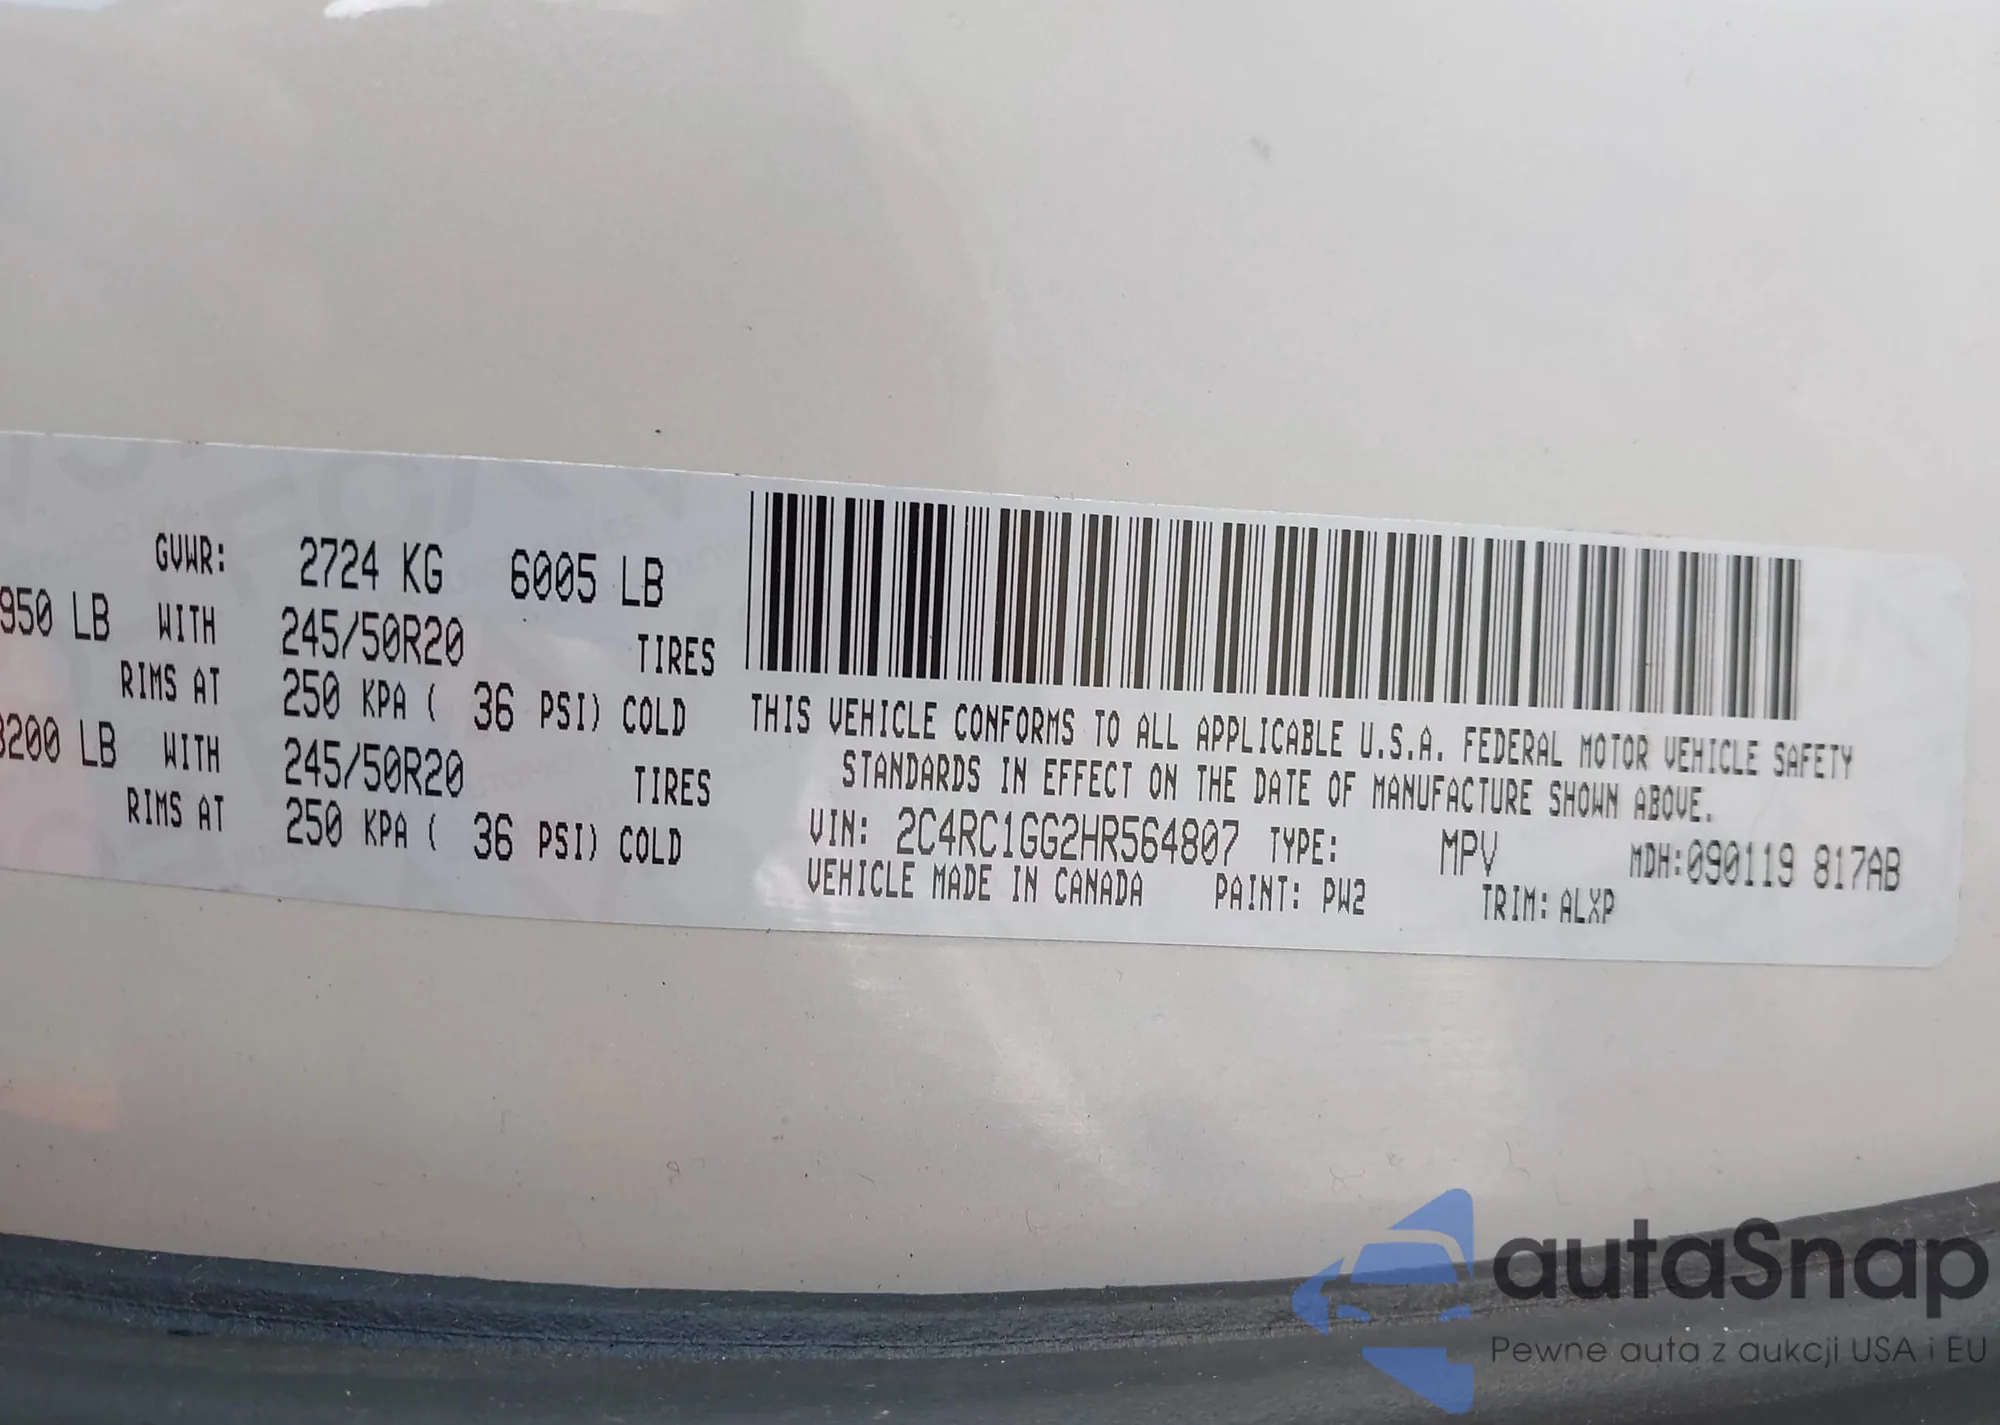 GVWR: 2724 KG 6005 LB
950 LB WITH 245/50R20 TIRES
RIMS AT 250 KPA ( 36 PSI) COLD
3200 LB WITH 245/50R20 TIRES
RIMS AT 250 KPA ( 36 PSI) COLD
THIS VEHICLE CONFORMS TO ALL APPLICABLE U.S.A. FEDERAL MOTOR VEHICLE SAFETY
STANDARDS IN EFFECT ON THE DATE OF MANUFACTURE SHOWN ABOVE.
VIN: 2C4RC1GG2HR564807 TYPE: MPV MDH:090119 817AB
VEHICLE MADE IN CANADA PAINT: PW2 TRIM: ALXP
autaSnap
Pewne auta z aukcji USA i EU